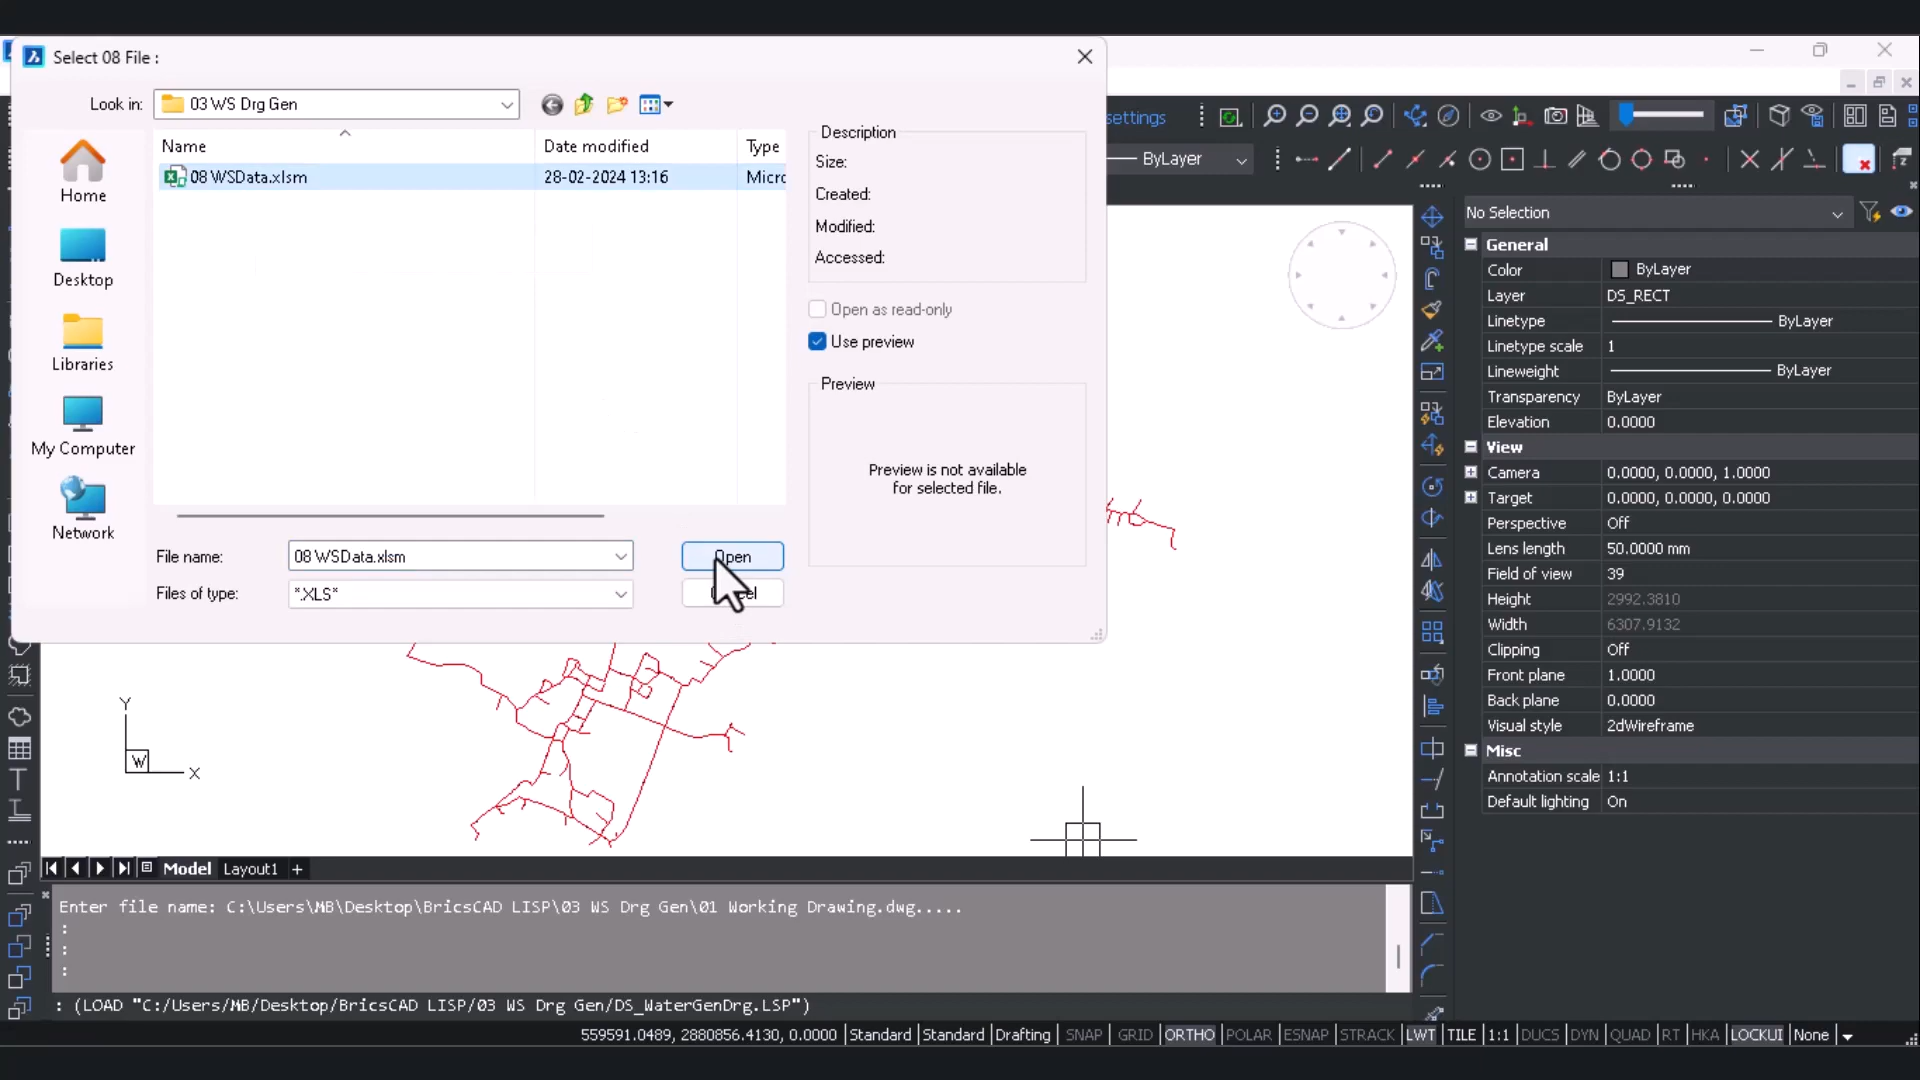 Select 08 File :
Look in: 03 WS Drg Gen
Name Date modified Type
08 WSData.xlsm 28-02-2024 13:16 Micro
Home
Desktop
Libraries
My Computer
Network
File name: 08 WSData.xlsm Open
Files of type: *.XLS*
Description
Size:
Created:
Modified:
Accessed:
Open as read-only
Use preview
Preview
Preview is not available
for selected file.
settings
ByLayer
No Selection
General
Color ByLayer
Layer DS_RECT
Linetype ByLayer
Linetype scale 1
Lineweight ByLayer
Transparency ByLayer
Elevation 0.0000
View
Camera 0.0000, 0.0000, 1.0000
Target 0.0000, 0.0000, 0.0000
Perspective Off
Lens length 50.0000 mm
Field of view 39
Height 2992.3810
Width 6307.9132
Clipping Off
Front plane 1.0000
Back plane 0.0000
Visual style 2dWireframe
Misc
Annotation scale 1:1
Default lighting On
Y
W
X
Model Layout1 +
Enter file name: C:\Users\MB\Desktop\BricsCAD LISP\03 WS Drg Gen\01 Working Drawing.dwg.....
:
:
:
: (LOAD "C:/Users/MB/Desktop/BricsCAD LISP/03 WS Drg Gen/DS_WaterGenDrg.LSP")
559591.0489, 2880856.4130, 0.0000 Standard Standard Drafting SNAP GRID ORTHO POLAR ESNAP STRACK LWT TILE 1:1 DUCS DYN QUAD RT HKA LOCKUI None